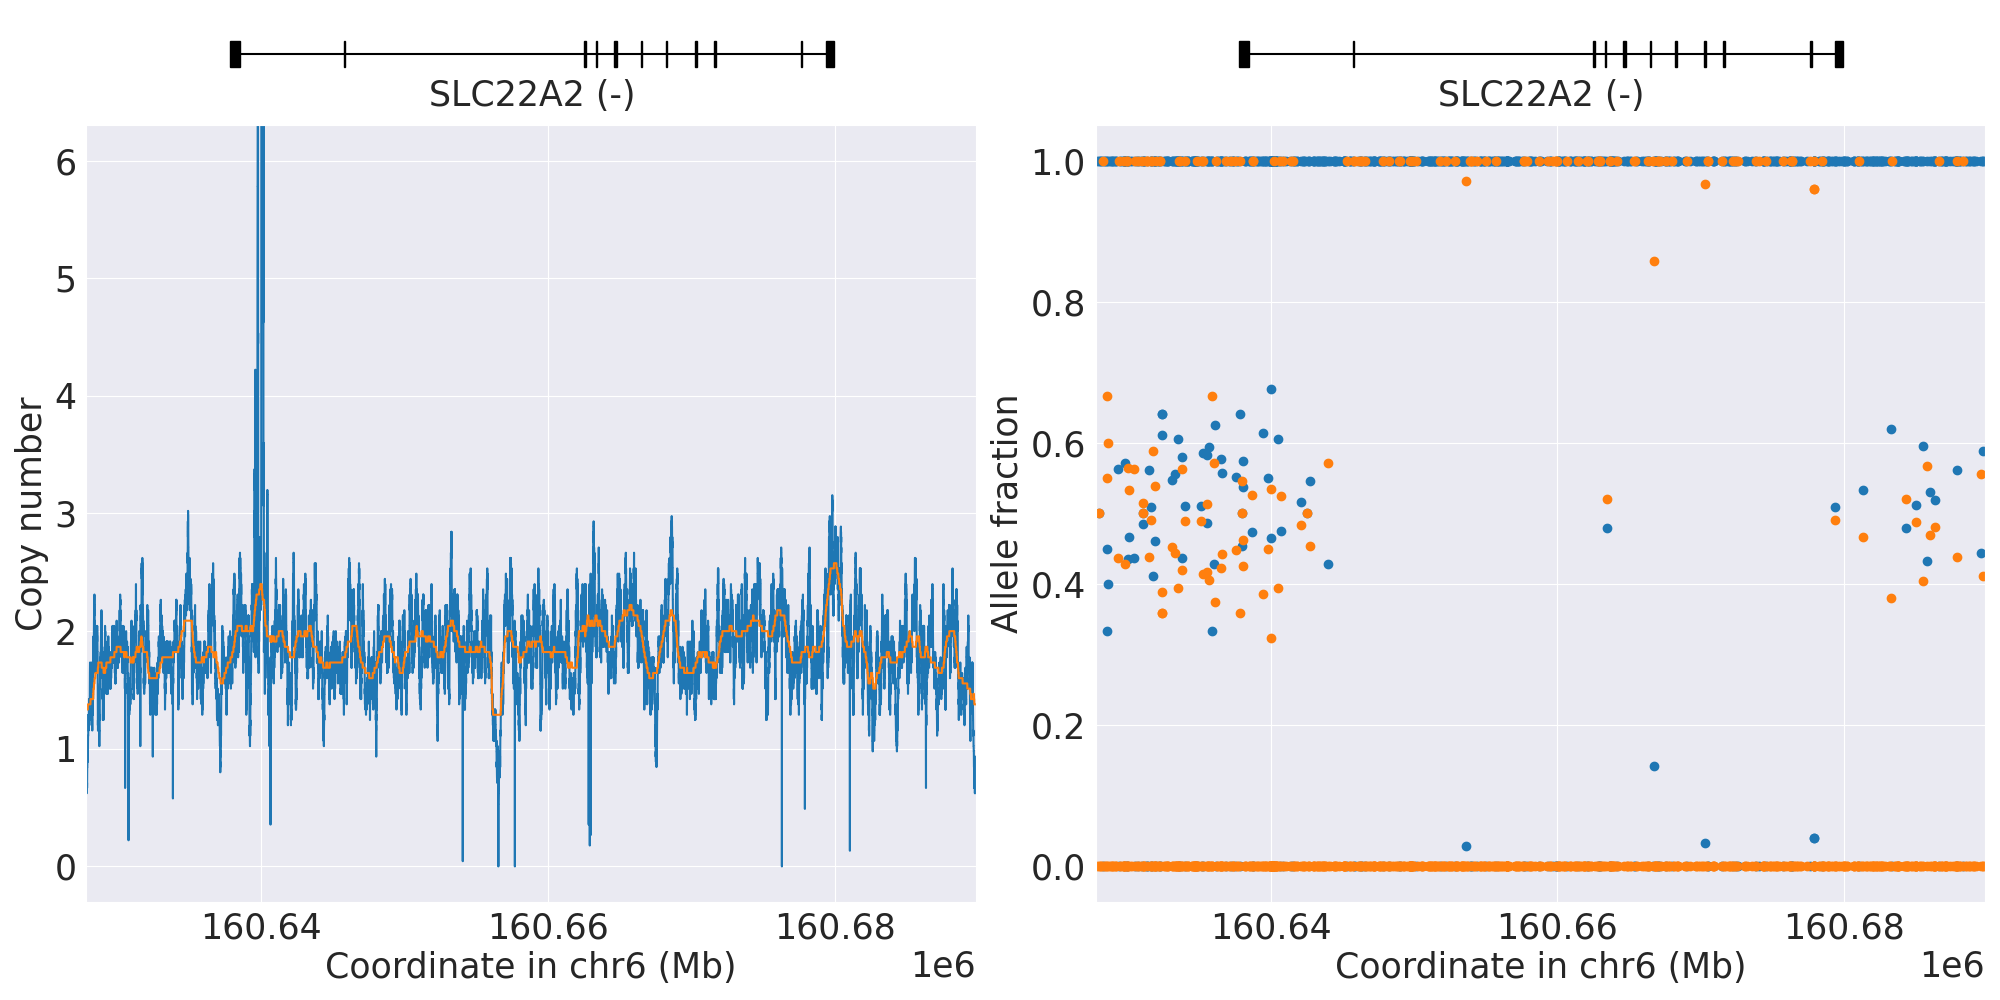 SLC22A2 (-)
Copy number
6
5
4
3
2
1
0
160.64
160.66
160.68
Coordinate in chr6 (Mb)
1e6
SLC22A2 (-)
Allele fraction
1.0
0.8
0.6
0.4
0.2
0.0
160.64
160.66
160.68
Coordinate in chr6 (Mb)
1e6